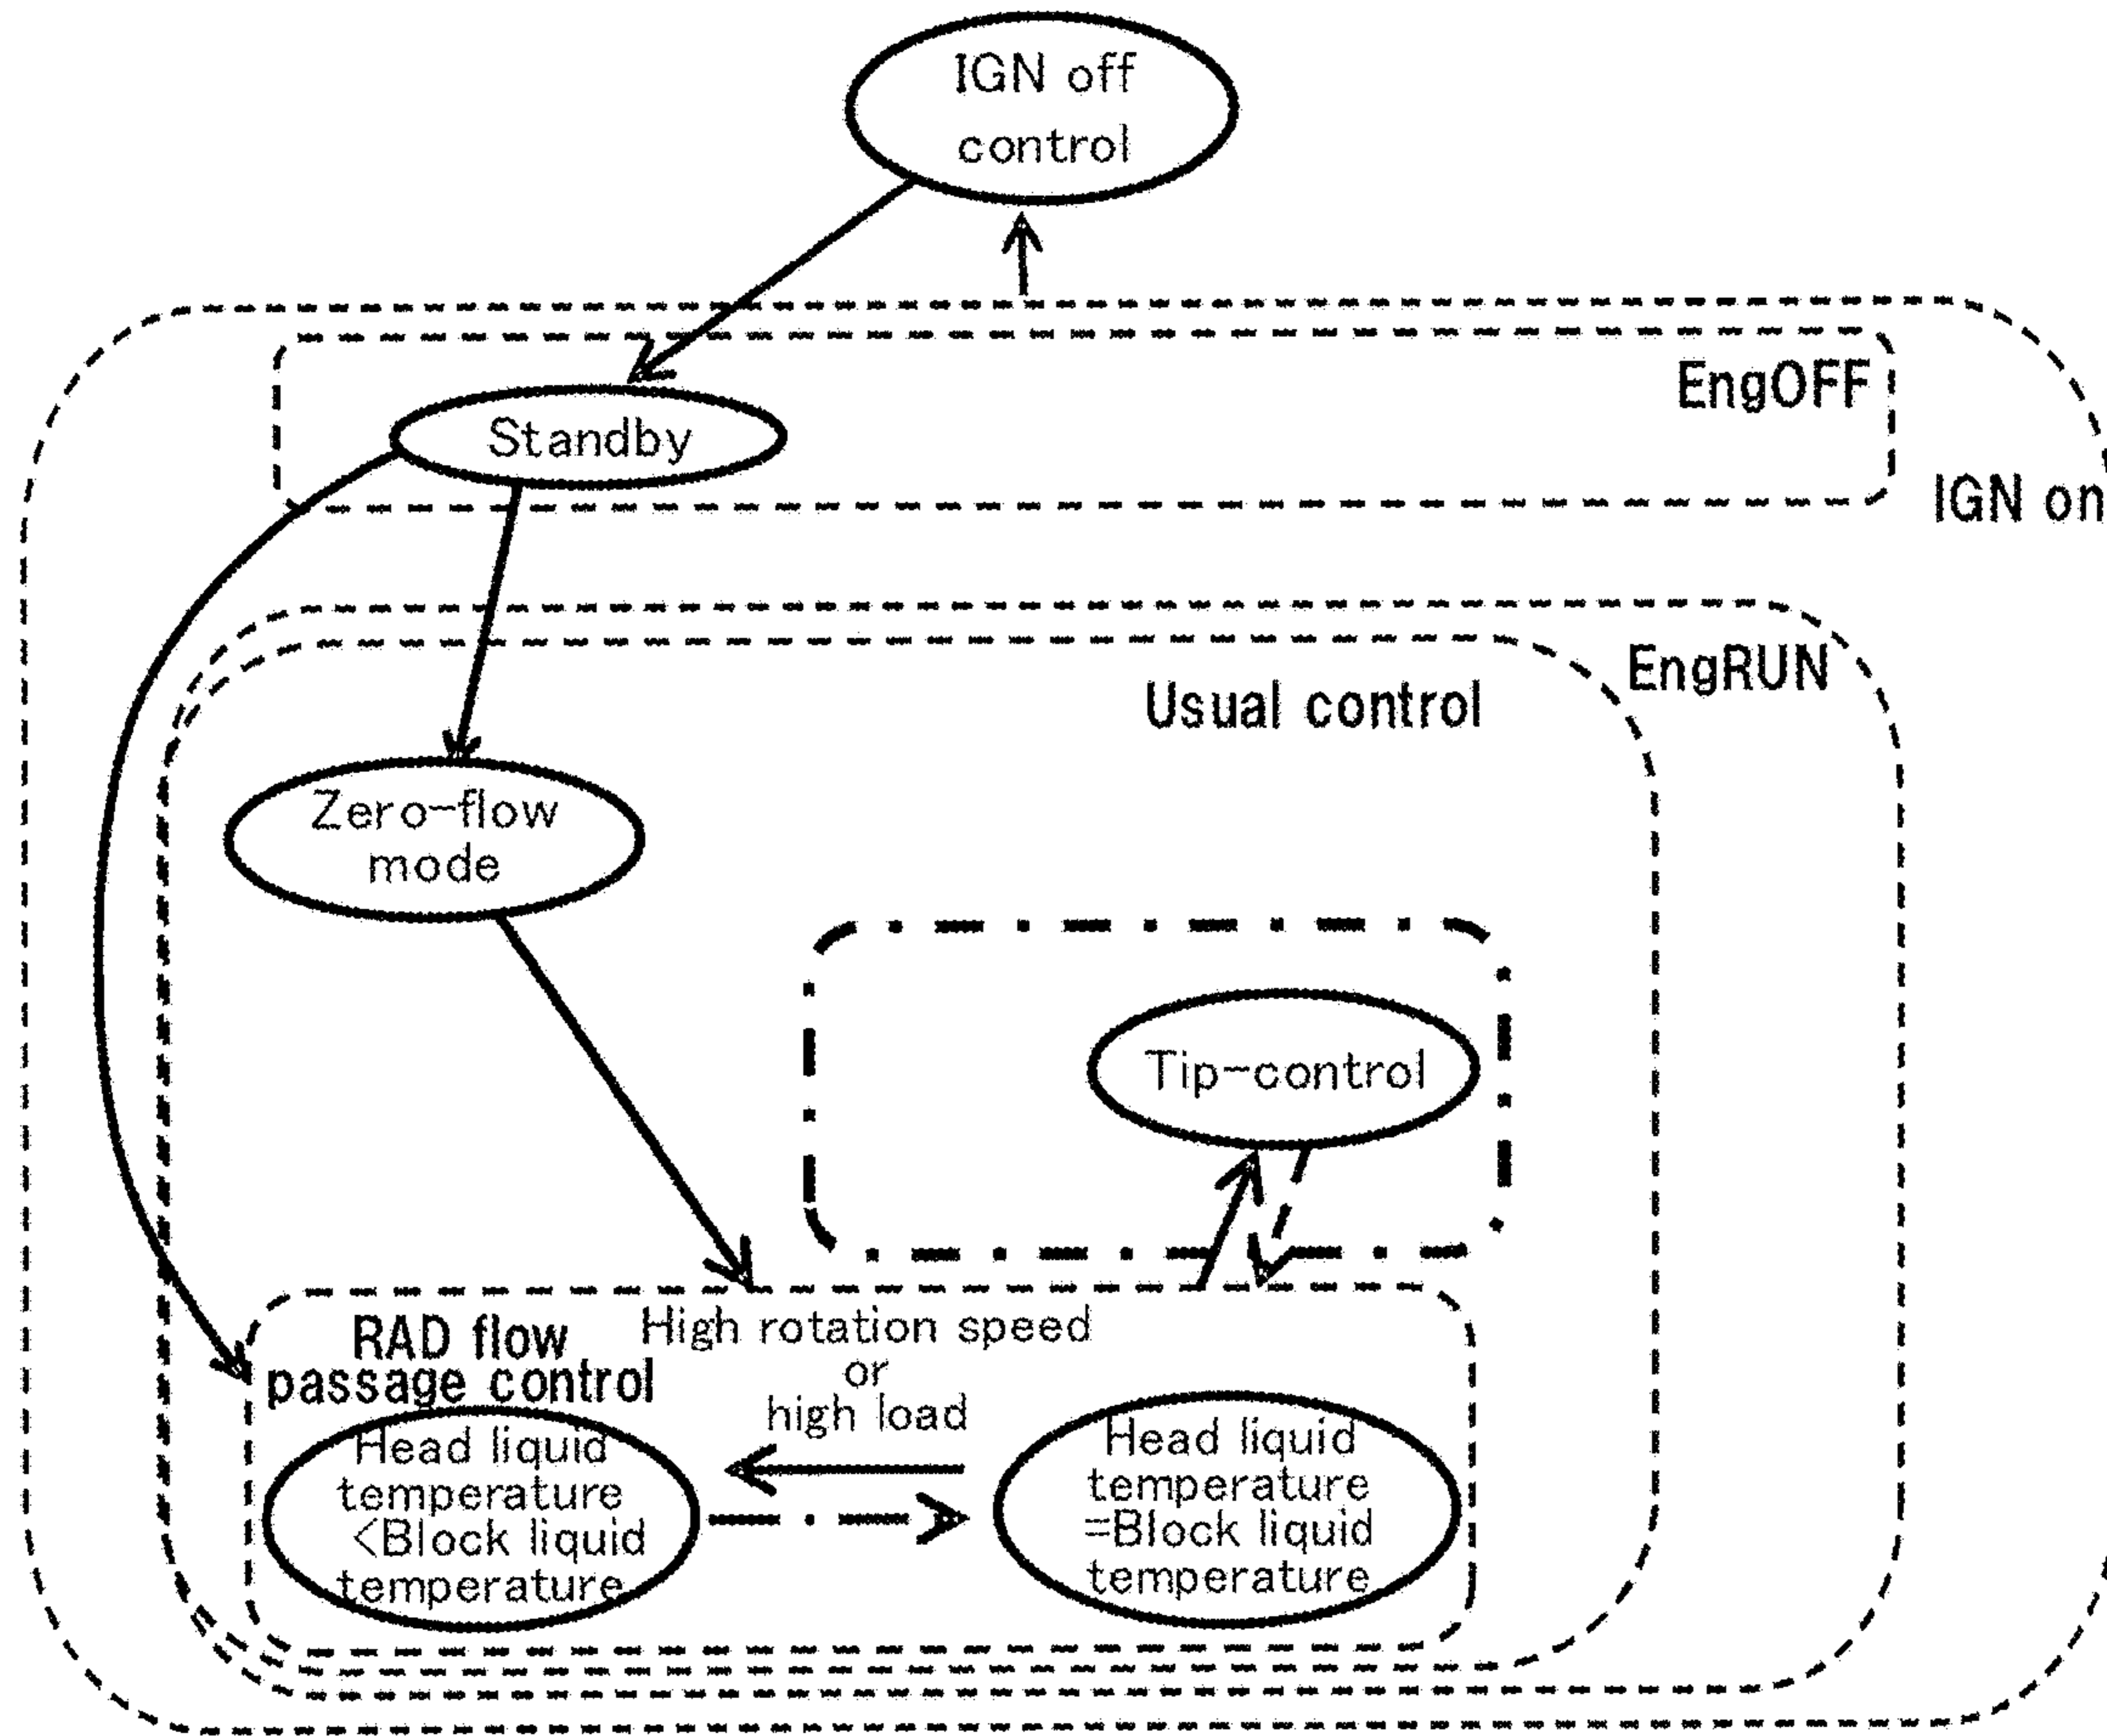 IGN off
control
EngOFF
Standby
IGN on
EngRUN
Usual control
Zero-flow
mode
Tip-control
RAD flow
passage control
High rotation speed
or
high load
Head liquid
temperature
<Block liquid
temperature
Head liquid
temperature
=Block liquid
temperature